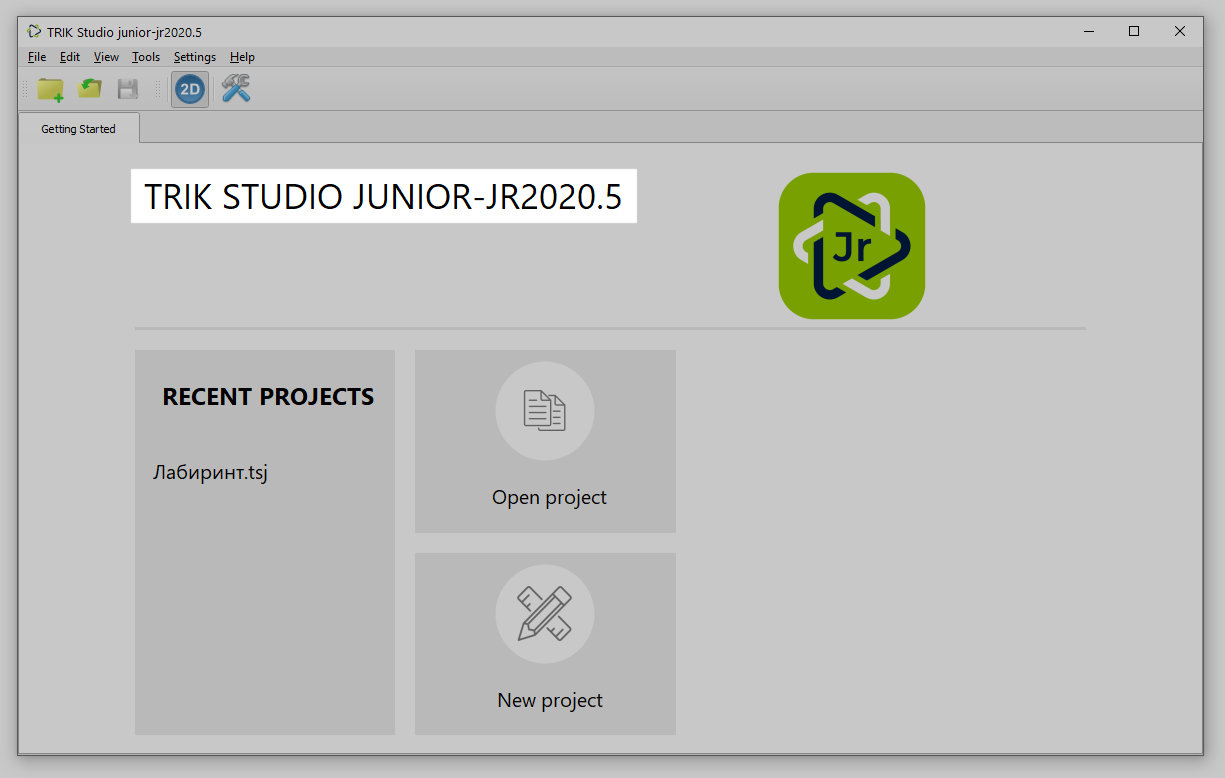 TRIK Studio junior-jr2020.5
File Edit View Tools Settings Help
2D
Getting Started
TRIK STUDIO JUNIOR-JR2020.5
Jr
RECENT PROJECTS
Лабиринт.tsj
Open project
New project